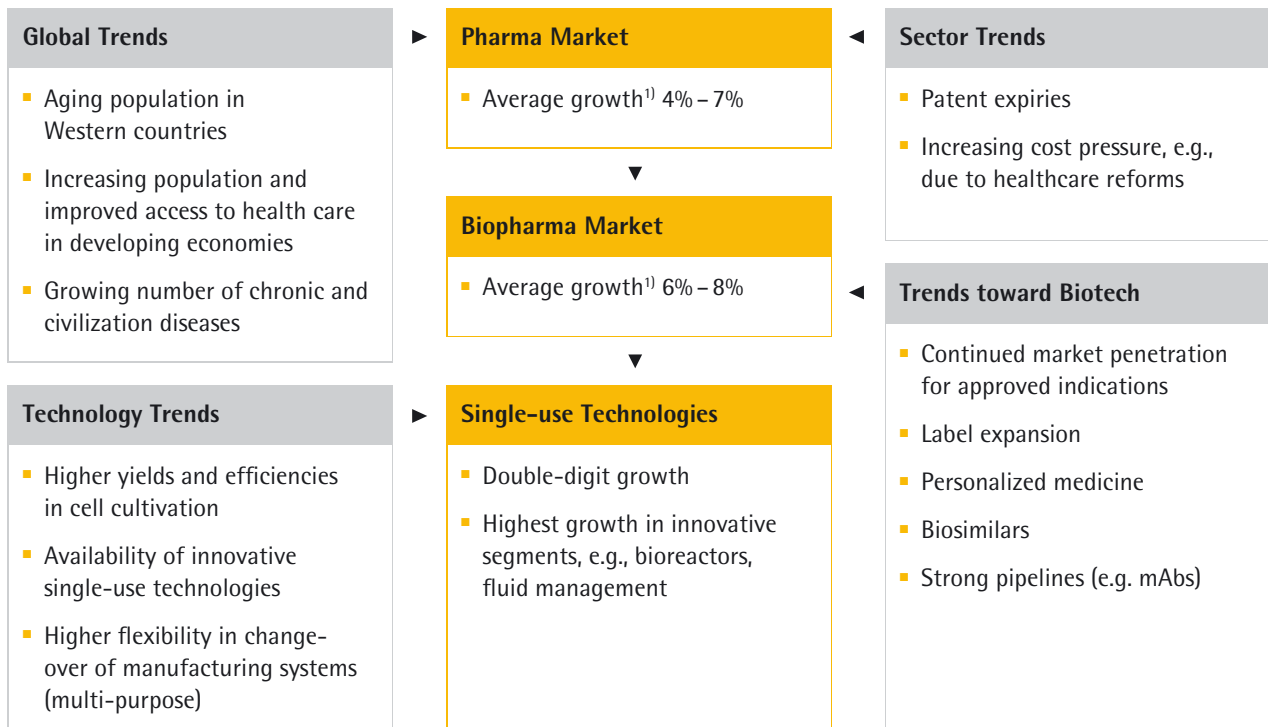 Global Trends
Aging population in
Western countries
Increasing population and
improved access to health care
in developing economies
Growing number of chronic and
civilization diseases
Technology Trends
Higher yields and efficiencies
in cell cultivation
Availability of innovative
single-use technologies
Higher flexibility in change-
over of manufacturing systems
(multi-purpose)
Pharma Market
Average growth¹⁾ 4% – 7%
Biopharma Market
Average growth¹⁾ 6% – 8%
Single-use Technologies
Double-digit growth
Highest growth in innovative
segments, e.g., bioreactors,
fluid management
Sector Trends
Patent expiries
Increasing cost pressure, e.g.,
due to healthcare reforms
Trends toward Biotech
Continued market penetration
for approved indications
Label expansion
Personalized medicine
Biosimilars
Strong pipelines (e.g. mAbs)